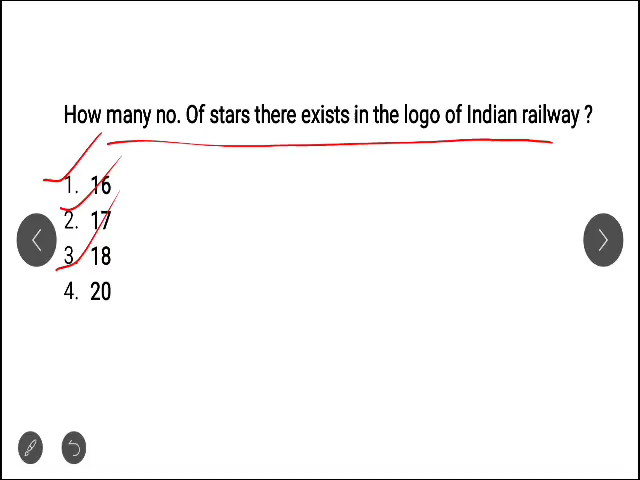 How many no. Of stars there exists in the logo of Indian railway ?
1. 16
2. 17
3. 18
4. 20